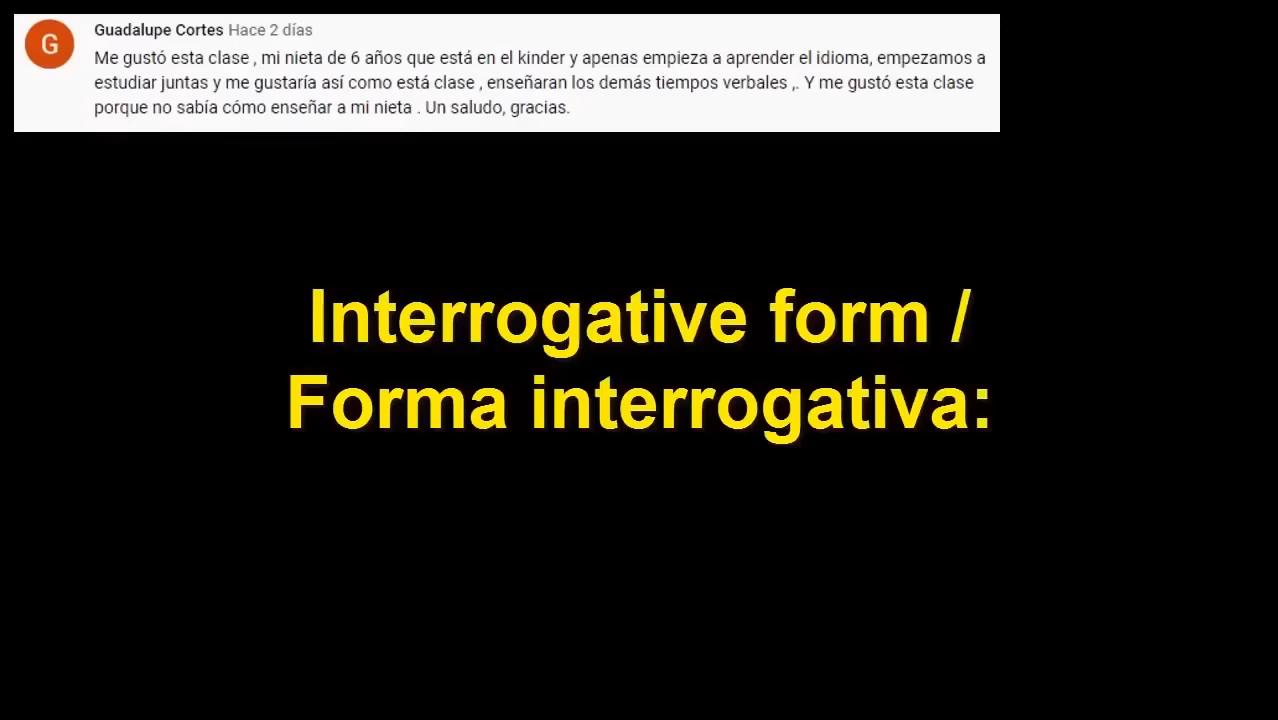 G
Guadalupe Cortes Hace 2 días
Me gustó esta clase , mi nieta de 6 años que está en el kinder y apenas empieza a aprender el idioma, empezamos a
estudiar juntas y me gustaría así como está clase , enseñaran los demás tiempos verbales ,. Y me gustó esta clase
porque no sabía cómo enseñar a mi nieta . Un saludo, gracias.
Interrogative form /
Forma interrogativa: